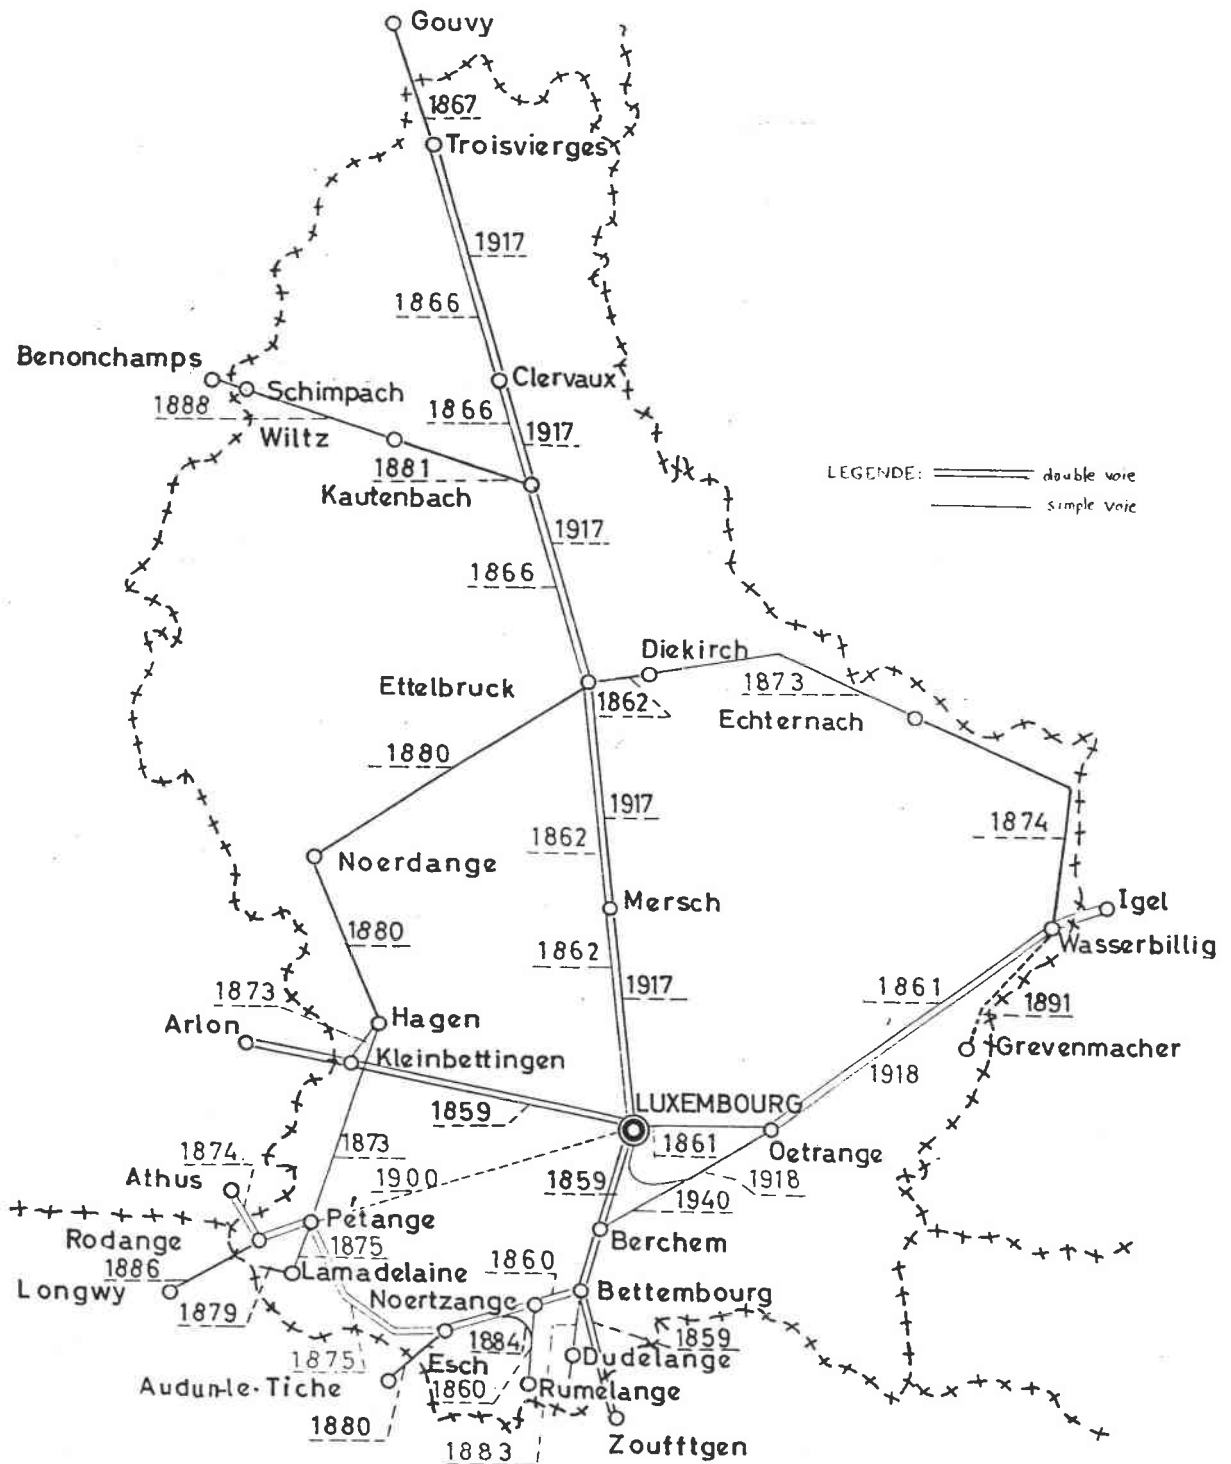 Gouvy
1867
Troisvierges
1917
1866
Benonchamps
Clervaux
Schimpach
1888
1866
Wiltz
1917
1881
Kautenbach
LEGENDE:
double voie
simple voie
1917
1866
Diekirch
Ettelbruck
1873
1862
Echternach
1880
1917
1862
1874
Noerdange
Mersch
Igel
1880
Wasserbillig
1862
1873
1917
1861
1891
Arlon
Hagen
Kleinbettingen
Grevenmacher
1918
1859
LUXEMBOURG
1861
Oetrange
1874
1873
1900
1918
Athus
1859
1940
Pétange
Rodange
Berchem
1875
1886
Lamadelaine
1860
Longwy
Noertzange
Bettembourg
1879
1884
1859
1875
Esch
Dudelange
Audun-le-Tiche
1860
Rumelange
1880
1883
Zoufftgen